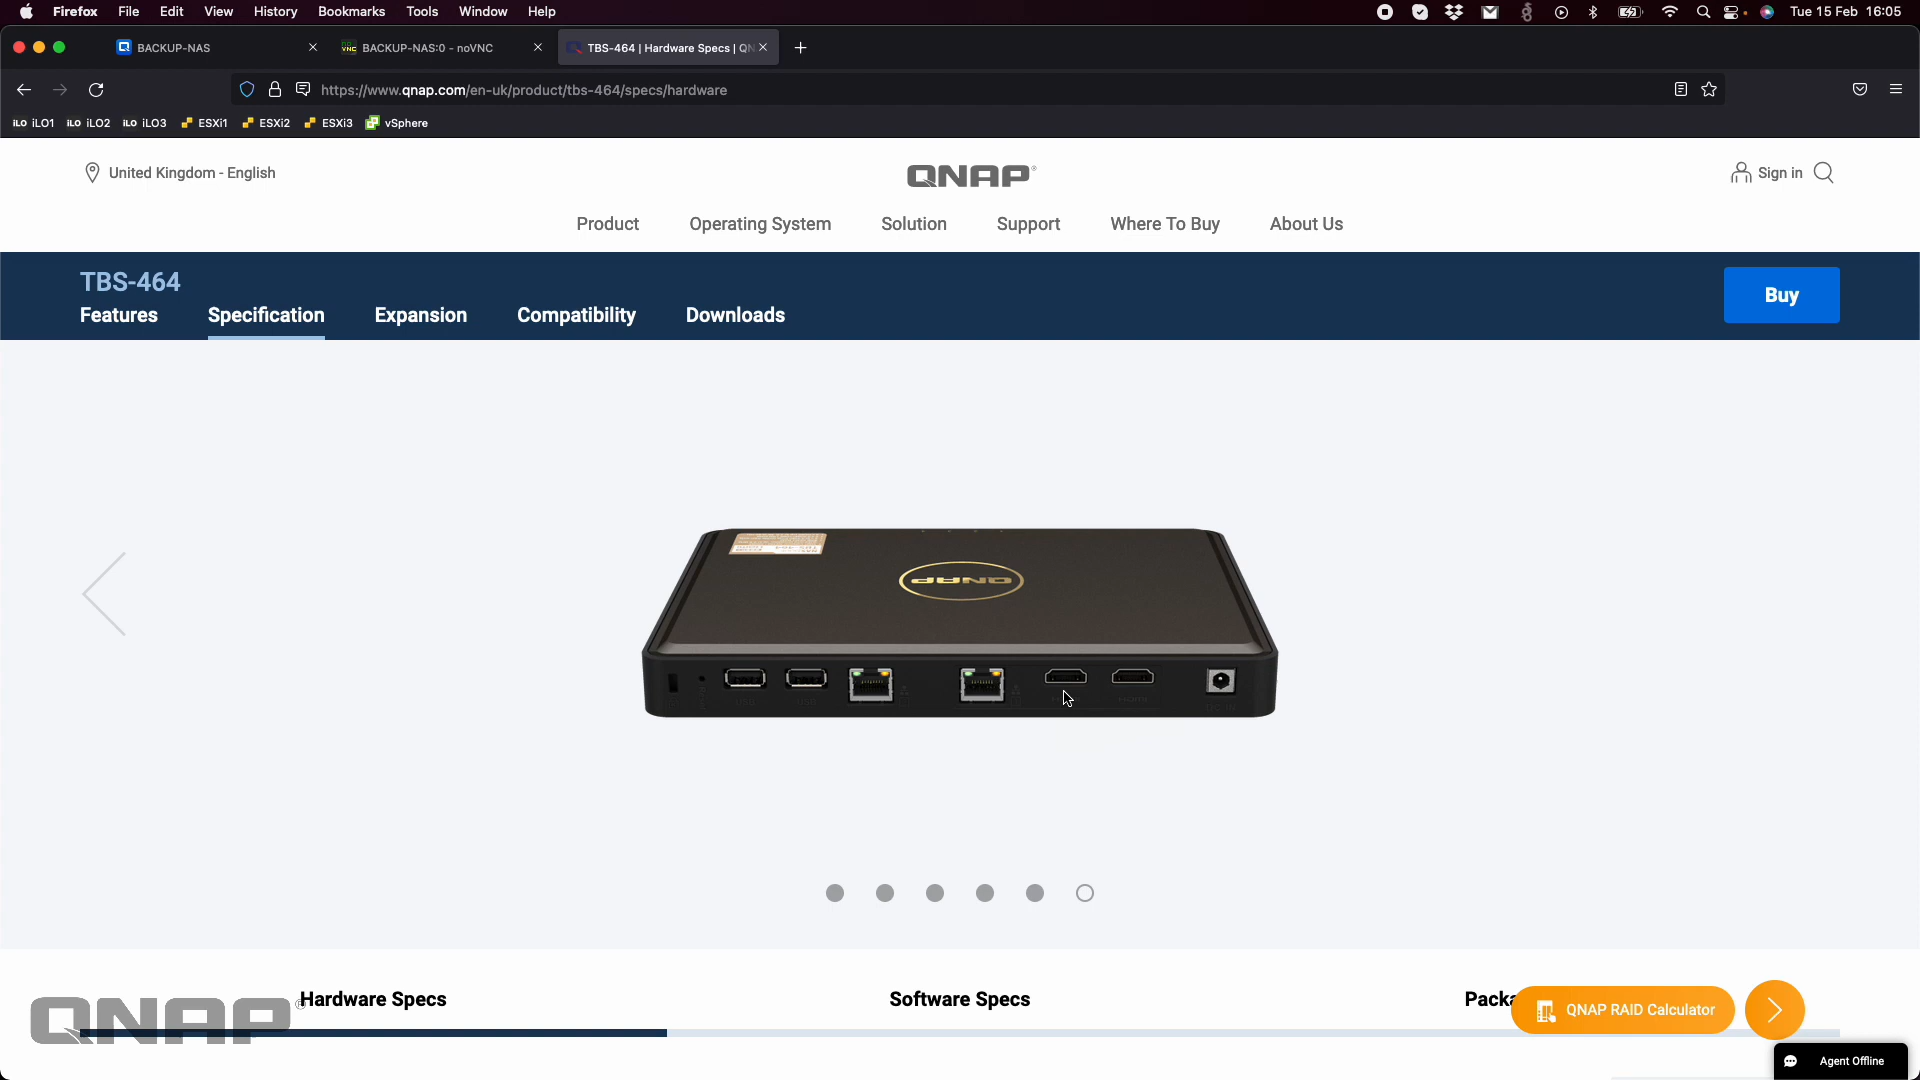 Firefox File Edit View History Bookmarks Tools Window Help Tue 15 Feb 16:05
BACKUP-NAS BACKUP-NAS:0 - noVNC TBS-464 | Hardware Specs | QN
https://www.qnap.com/en-uk/product/tbs-464/specs/hardware
iLO iLO1 iLO iLO2 iLO iLO3 ESXi1 ESXi2 ESXi3 vSphere
United Kingdom - English QNAP Sign in
Product Operating System Solution Support Where To Buy About Us
TBS-464
Features Specification Expansion Compatibility Downloads Buy
QNAP
Hardware Specs Software Specs Packa
QNAP QNAP RAID Calculator
Agent Offline